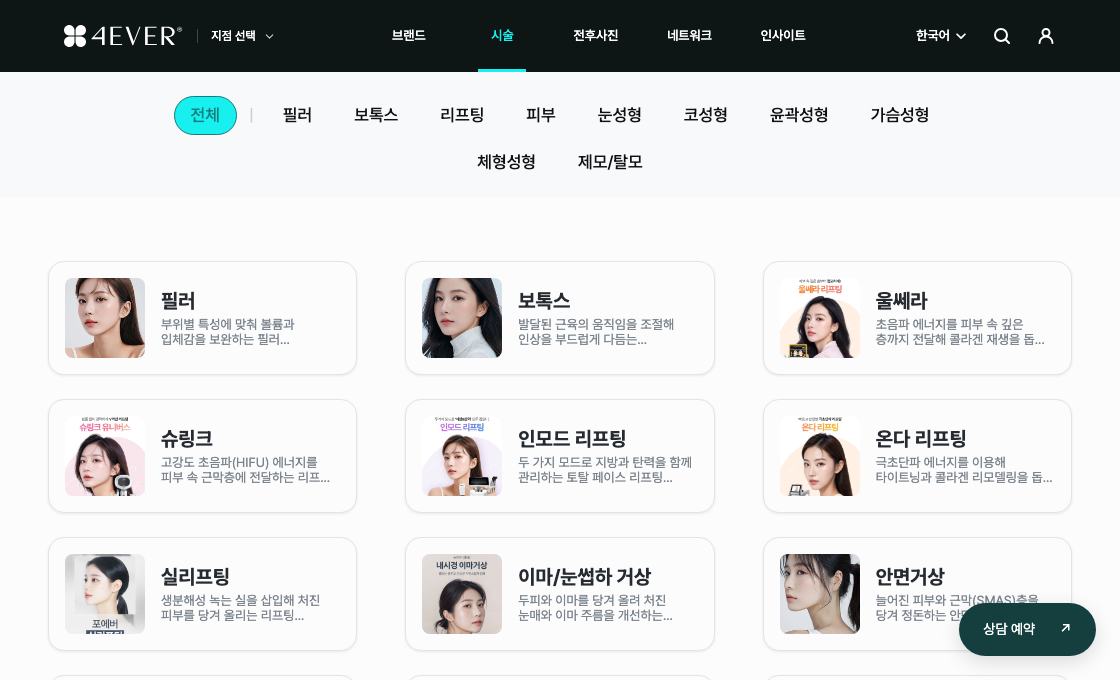 4EVER®
지점 선택
브랜드
시술
전후사진
네트워크
인사이트
한국어
전체
필러
보톡스
리프팅
피부
눈성형
코성형
윤곽성형
가슴성형
체형성형
제모/탈모
필러
부위별 특성에 맞춰 볼륨과
입체감을 보완하는 필러...
보톡스
발달된 근육의 움직임을 조절해
인상을 부드럽게 다듬는...
울쎄라 리프팅
울쎄라
초음파 에너지를 피부 속 깊은
층까지 전달해 콜라겐 재생을 돕...
슈링크 유니버스
슈링크
고강도 초음파(HIFU) 에너지를
피부 속 근막층에 전달하는 리프...
인모드 리프팅
인모드 리프팅
두 가지 모드로 지방과 탄력을 함께
관리하는 토탈 페이스 리프팅...
온다 리프팅
온다 리프팅
극초단파 에너지를 이용해
타이트닝과 콜라겐 리모델링을 돕...
포에버
실리프팅
실리프팅
생분해성 녹는 실을 삽입해 처진
피부를 당겨 올리는 리프팅...
내시경 이마거상
이마/눈썹하 거상
두피와 이마를 당겨 올려 처진
눈매와 이마 주름을 개선하는...
안면거상
늘어진 피부와 근막(SMAS)층을
당겨 정돈하는
상담 예약